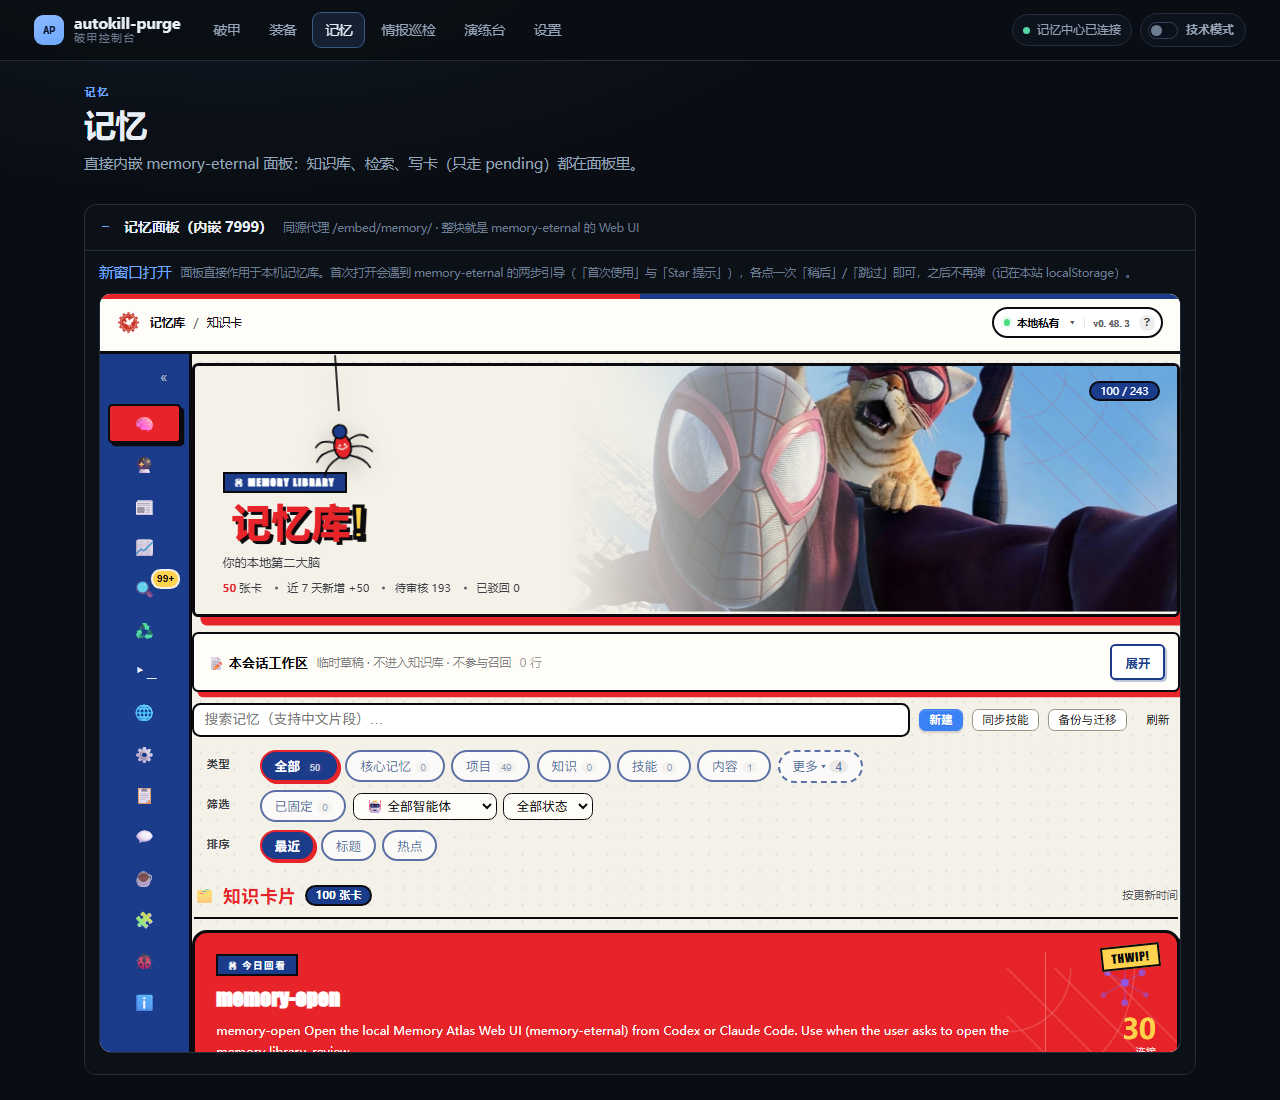 AP
autokill-purge
破甲控制台
破甲
装备
记忆
情报巡检
演练台
设置
记忆中心已连接
技术模式
记忆
记忆
直接内嵌 memory-eternal 面板：知识库、检索、写卡（只走 pending）都在面板里。
− 记忆面板（内嵌 7999） 同源代理 /embed/memory/ · 整块就是 memory-eternal 的 Web UI
新窗口打开 面板直接作用于本机记忆库。首次打开会遇到 memory-eternal 的两步引导（「首次使用」与「Star 提示」），各点一次「稍后」/「跳过」即可，之后不再弹（记在本站 localStorage）。
记忆库 / 知识卡
本地私有 ▾ v0.48.3 ?
«
99+
100 / 243
MEMORY LIBRARY
记忆库!
你的本地第二大脑
50 张卡 • 近 7 天新增 +50 • 待审核 193 • 已驳回 0
本会话工作区 临时草稿 · 不进入知识库 · 不参与召回 0 行
展开
搜索记忆（支持中文片段）…
新建
同步技能
备份与迁移
刷新
类型
全部 50
核心记忆 0
项目 49
知识 0
技能 0
内容 1
更多 ▾ 4
筛选
已固定 0
全部智能体
全部状态
排序
最近
标题
热点
知识卡片 100 张卡
按更新时间
今日回看
THWIP!
memory-open
memory-open Open the local Memory Atlas Web UI (memory-eternal) from Codex or Claude Code. Use when the user asks to open the
memory library, review
30
连接